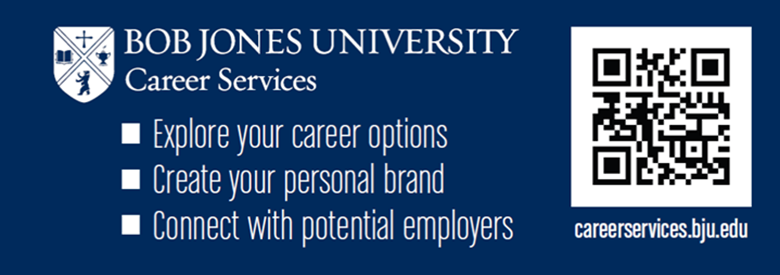 BOB JONES UNIVERSITY
Career Services
Explore your career options
Create your personal brand
Connect with potential employers
careerservices.bju.edu